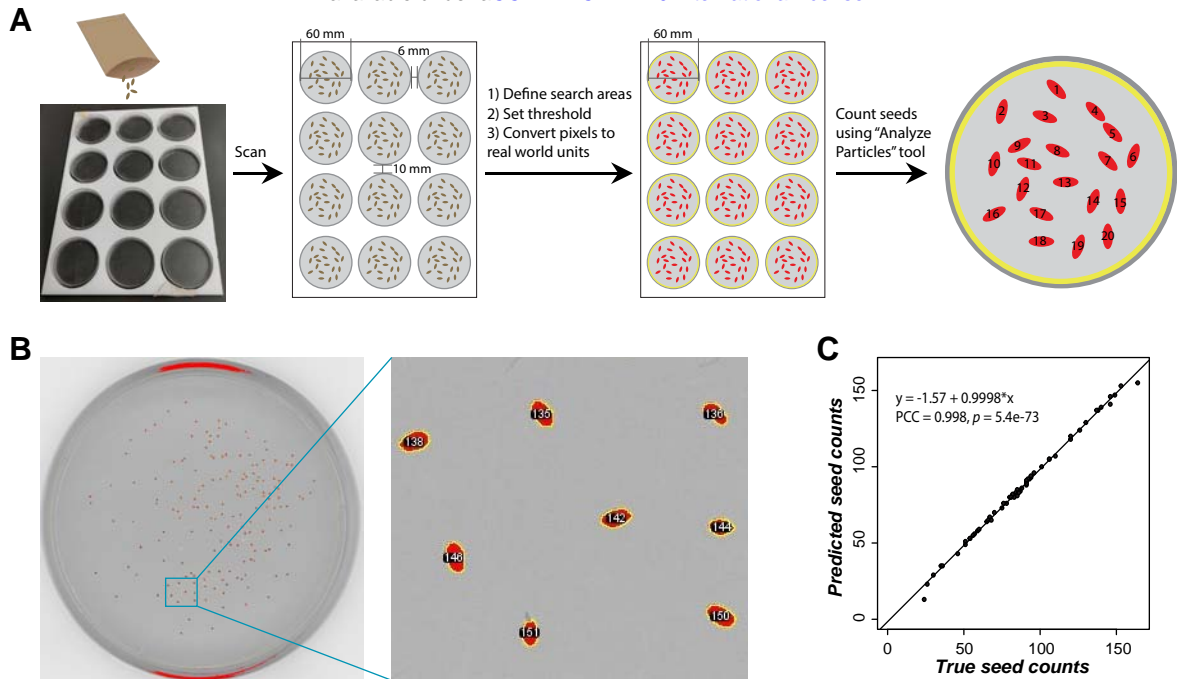 A
60 mm
6 mm
10 mm
Scan
1) Define search areas
2) Set threshold
3) Convert pixels to
real world units
60 mm
Count seeds
using "Analyze
Particles" tool
1
2
3
4
5
6
7
8
9
10
11
12
13
14
15
16
17
18
19
20
B
135
136
138
142
144
146
150
151
C
y = -1.57 + 0.9998*x
PCC = 0.998, p = 5.4e-73
Predicted seed counts
0
50
100
150
0
50
100
150
True seed counts